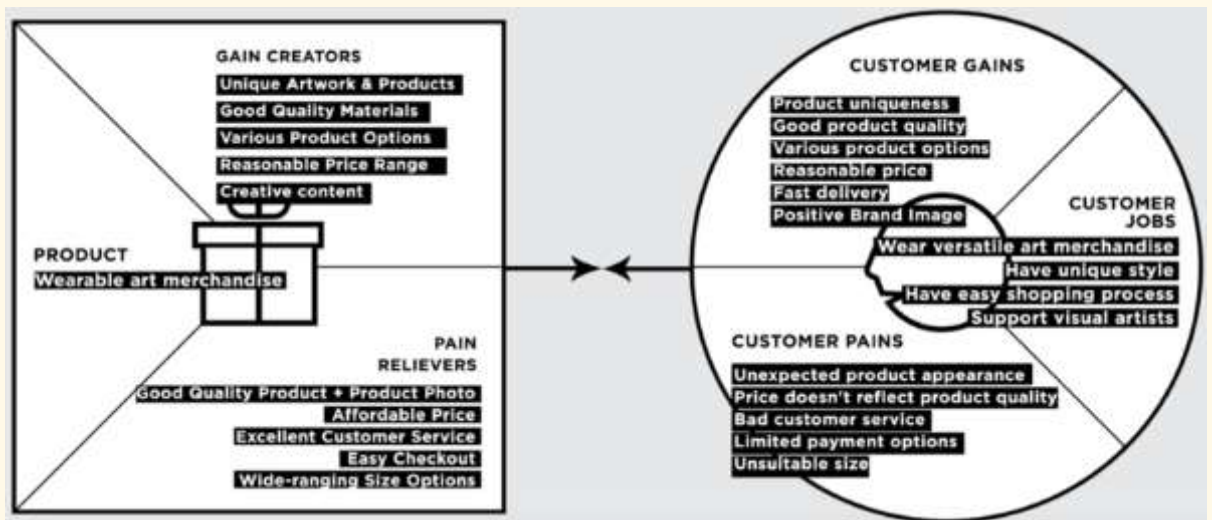 GAIN CREATORS
Unique Artwork & Products
Good Quality Materials
Various Product Options
Reasonable Price Range
Creative content
PRODUCT
Wearable art merchandise
PAIN
RELIEVERS
Good Quality Product + Product Photo
Affordable Price
Excellent Customer Service
Easy Checkout
Wide-ranging Size Options
CUSTOMER GAINS
Product uniqueness
Good product quality
Various product options
Reasonable price
Fast delivery
Positive Brand Image
CUSTOMER
JOBS
Wear versatile art merchandise
Have unique style
Have easy shopping process
Support visual artists
CUSTOMER PAINS
Unexpected product appearance
Price doesn't reflect product quality
Bad customer service
Limited payment options
Unsuitable size